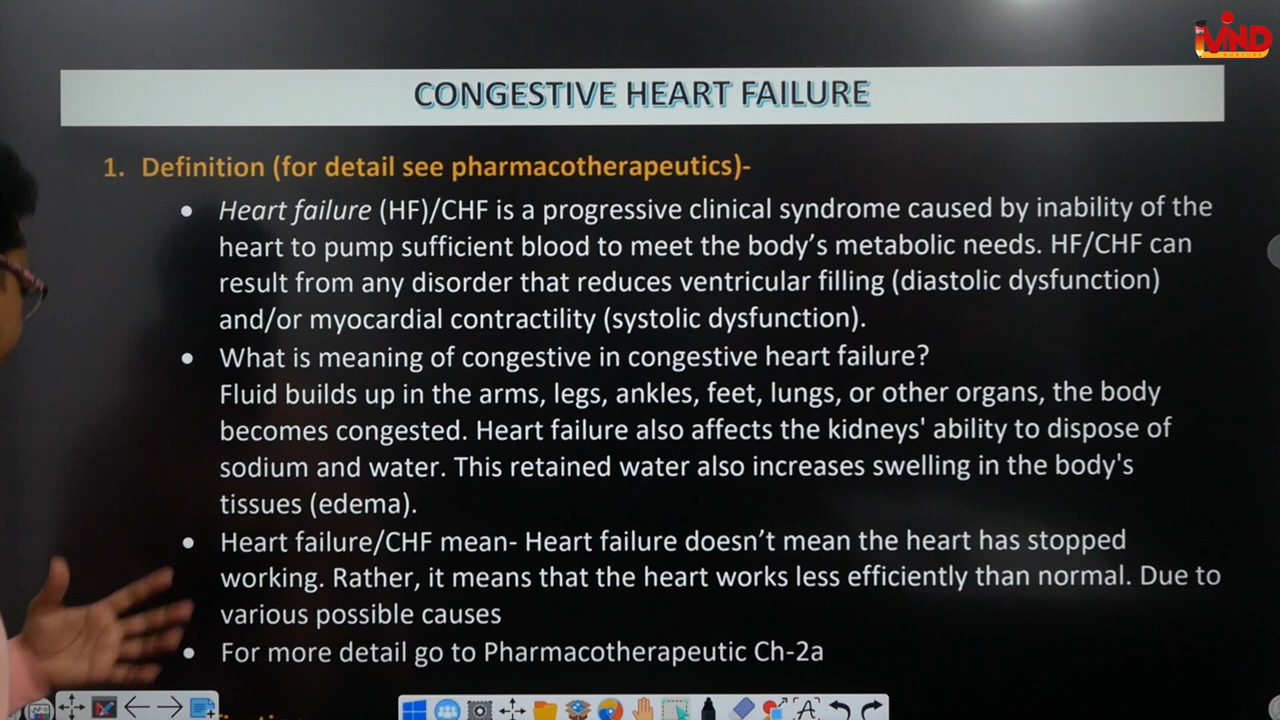 MIND
NURTURE
CONGESTIVE HEART FAILURE
1. Definition (for detail see pharmacotherapeutics)-
• Heart failure (HF)/CHF is a progressive clinical syndrome caused by inability of the
heart to pump sufficient blood to meet the body's metabolic needs. HF/CHF can
result from any disorder that reduces ventricular filling (diastolic dysfunction)
and/or myocardial contractility (systolic dysfunction).
• What is meaning of congestive in congestive heart failure?
Fluid builds up in the arms, legs, ankles, feet, lungs, or other organs, the body
becomes congested. Heart failure also affects the kidneys' ability to dispose of
sodium and water. This retained water also increases swelling in the body's
tissues (edema).
• Heart failure/CHF mean- Heart failure doesn't mean the heart has stopped
working. Rather, it means that the heart works less efficiently than normal. Due to
various possible causes
• For more detail go to Pharmacotherapeutic Ch-2a